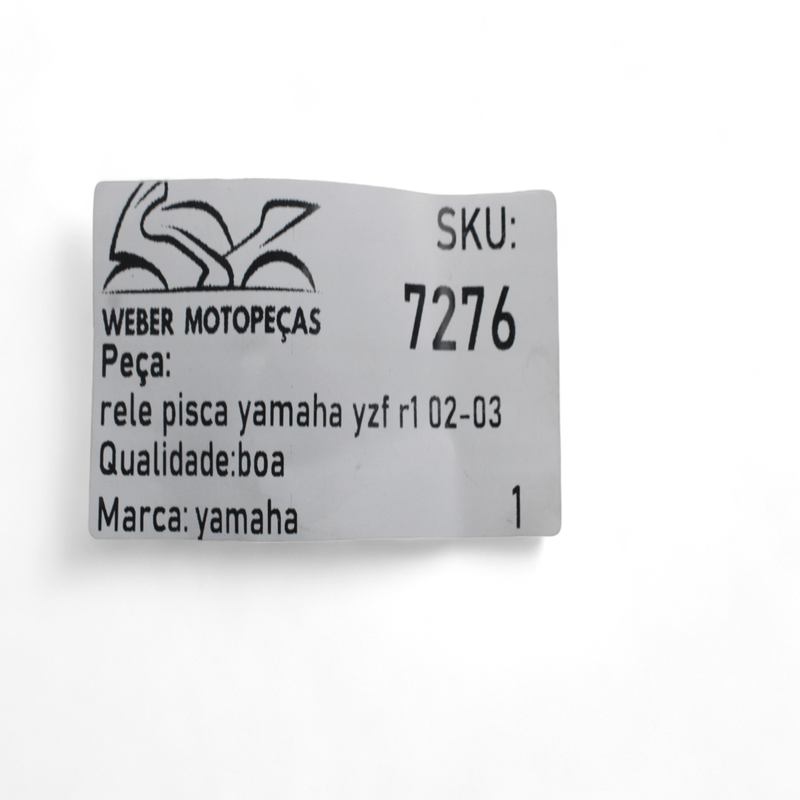 SKU:
7276
WEBER MOTOPEÇAS
Peça:
rele pisca yamaha yzf r1 02-03
Qualidade:boa
Marca: yamaha 1